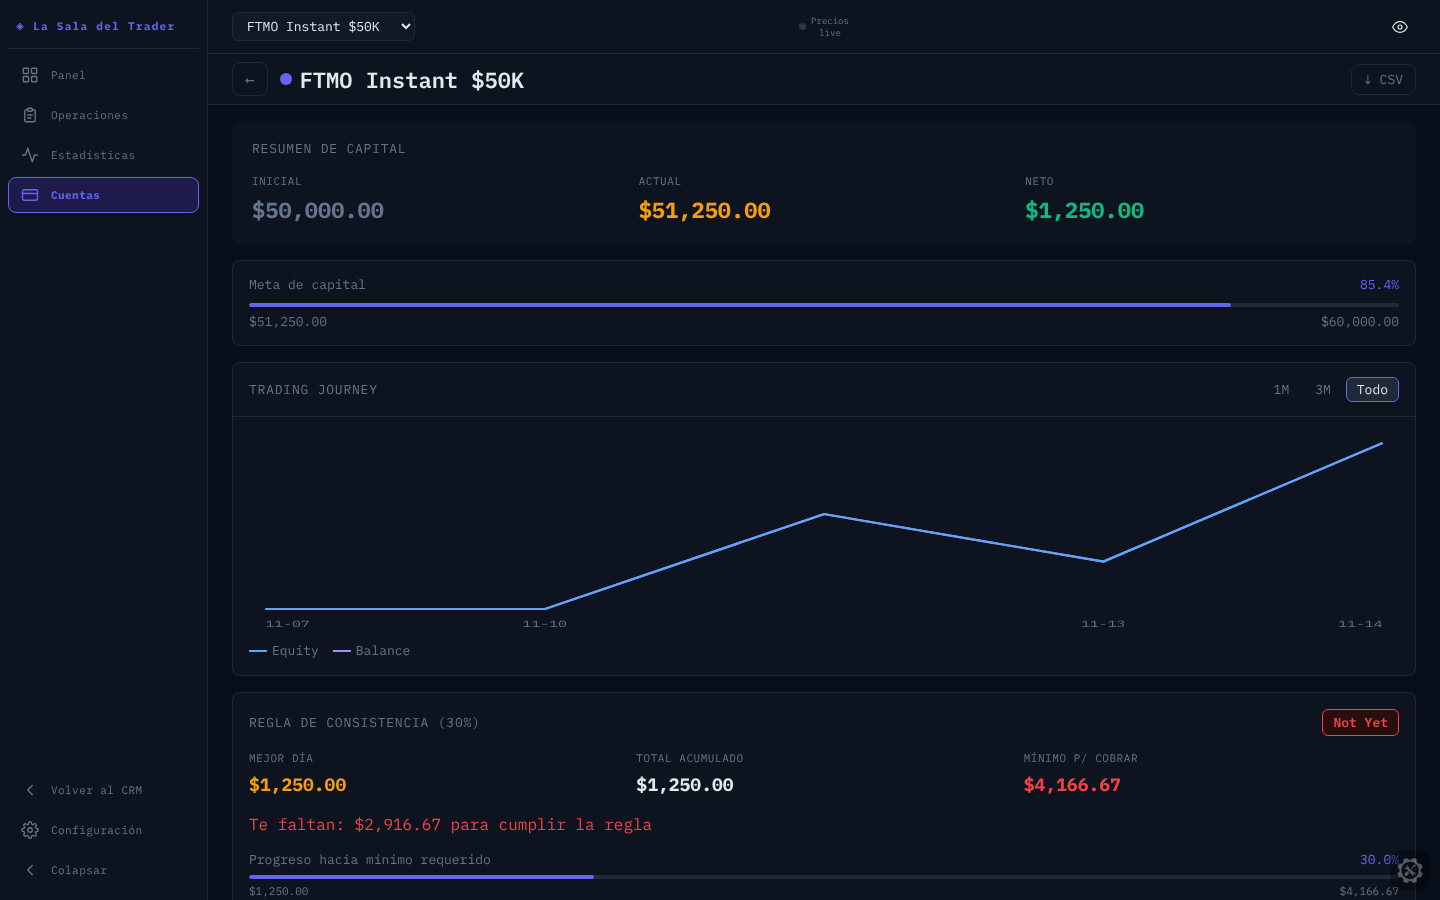 ◈ La Sala del Trader
Panel
Operaciones
Estadísticas
Cuentas
Volver al CRM
Configuración
Colapsar
FTMO Instant $50K
Precios
live
←
FTMO Instant $50K
↓ CSV
RESUMEN DE CAPITAL
INICIAL
$50,000.00
ACTUAL
$51,250.00
NETO
$1,250.00
Meta de capital
85.4%
$51,250.00
$60,000.00
TRADING JOURNEY
1M
3M
Todo
11-07
11-10
11-13
11-14
Equity
Balance
REGLA DE CONSISTENCIA (30%)
Not Yet
MEJOR DÍA
$1,250.00
TOTAL ACUMULADO
$1,250.00
MÍNIMO P/ COBRAR
$4,166.67
Te faltan: $2,916.67 para cumplir la regla
Progreso hacia minimo requerido
30.0%
$1,250.00
$4,166.67